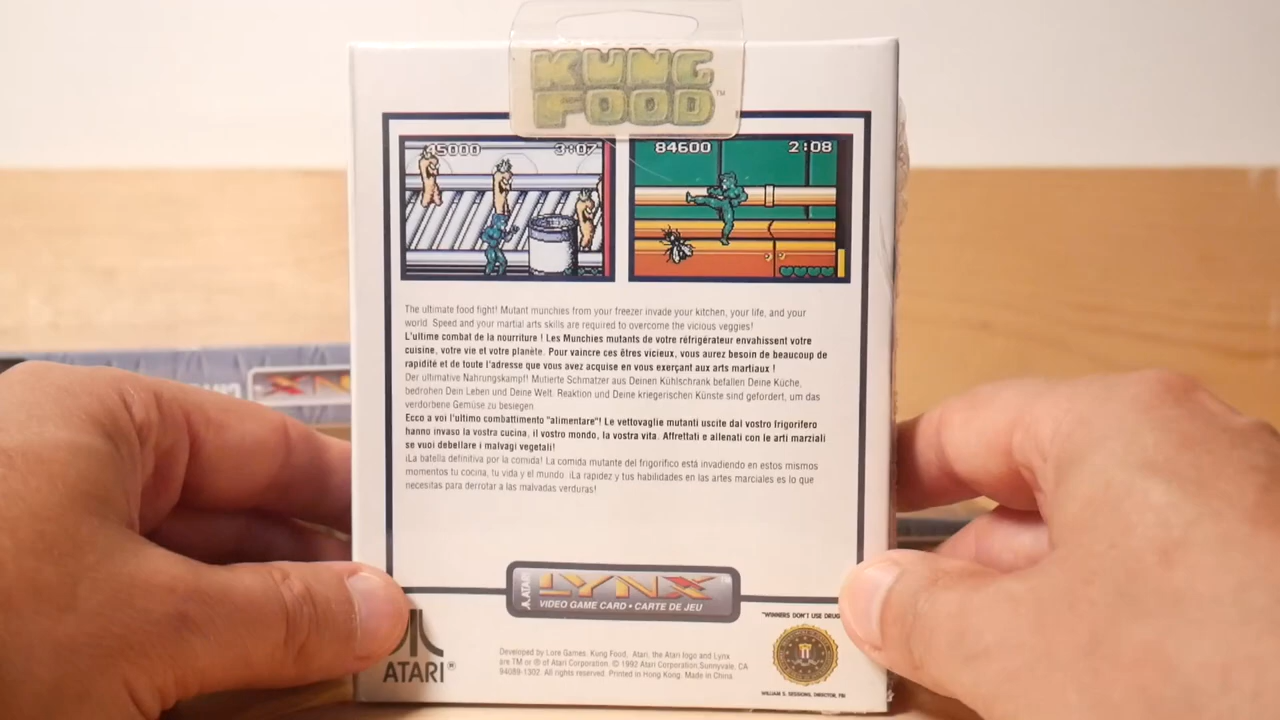 KUNG
FOOD™
45000 3:07
84600 2:08
The ultimate food fight! Mutant munchies from your freezer invade your kitchen, your life, and your
world. Speed and your martial arts skills are required to overcome the vicious veggies!
L'ultime combat de la nourriture ! Les Munchies mutants de votre réfrigérateur envahissent votre
cuisine, votre vie et votre planète. Pour vaincre ces êtres vicieux, vous aurez besoin de beaucoup de
rapidité et de toute l'adresse que vous avez acquise en vous exerçant aux arts martiaux !
Der ultimative Nahrungskampf! Mutierte Schmatzer aus Deinen Kühlschrank befallen Deine Küche,
bedrohen Dein Leben und Deine Welt. Reaktion und Deine kriegerischen Künste sind gefordert, um das
verdorbene Gemüse zu besiegen
Ecco a voi l'ultimo combattimento "alimentare"! Le vettovaglie mutanti uscite dal vostro frigorifero
hanno invaso la vostra cucina, il vostro mondo, la vostra vita. Affrettati e allenati con le arti marziali
se vuoi debellare i malvagi vegetali!
¡La batella definitiva por la comida! La comida mutante del frigorifico está invadiendo en estos mismos
momentos tu cocina, tu vida y el mundo. ¡La rapidez y tus habilidades en las artes marciales es lo que
necesitas para derrotar a las malvadas verduras!
ATARI LYNX
VIDEO GAME CARD • CARTE DE JEU
"WINNERS DON'T USE DRUG
ATARI®
Developed by Lore Games. Kung Food, Atari, the Atari logo and Lynx
are TM or ® of Atari Corporation. © 1992 Atari Corporation,Sunnyvale, CA
94089-1302. All rights reserved. Printed in Hong Kong. Made in China.
WILLIAM S. SESSIONS, DIRECTOR, FBI